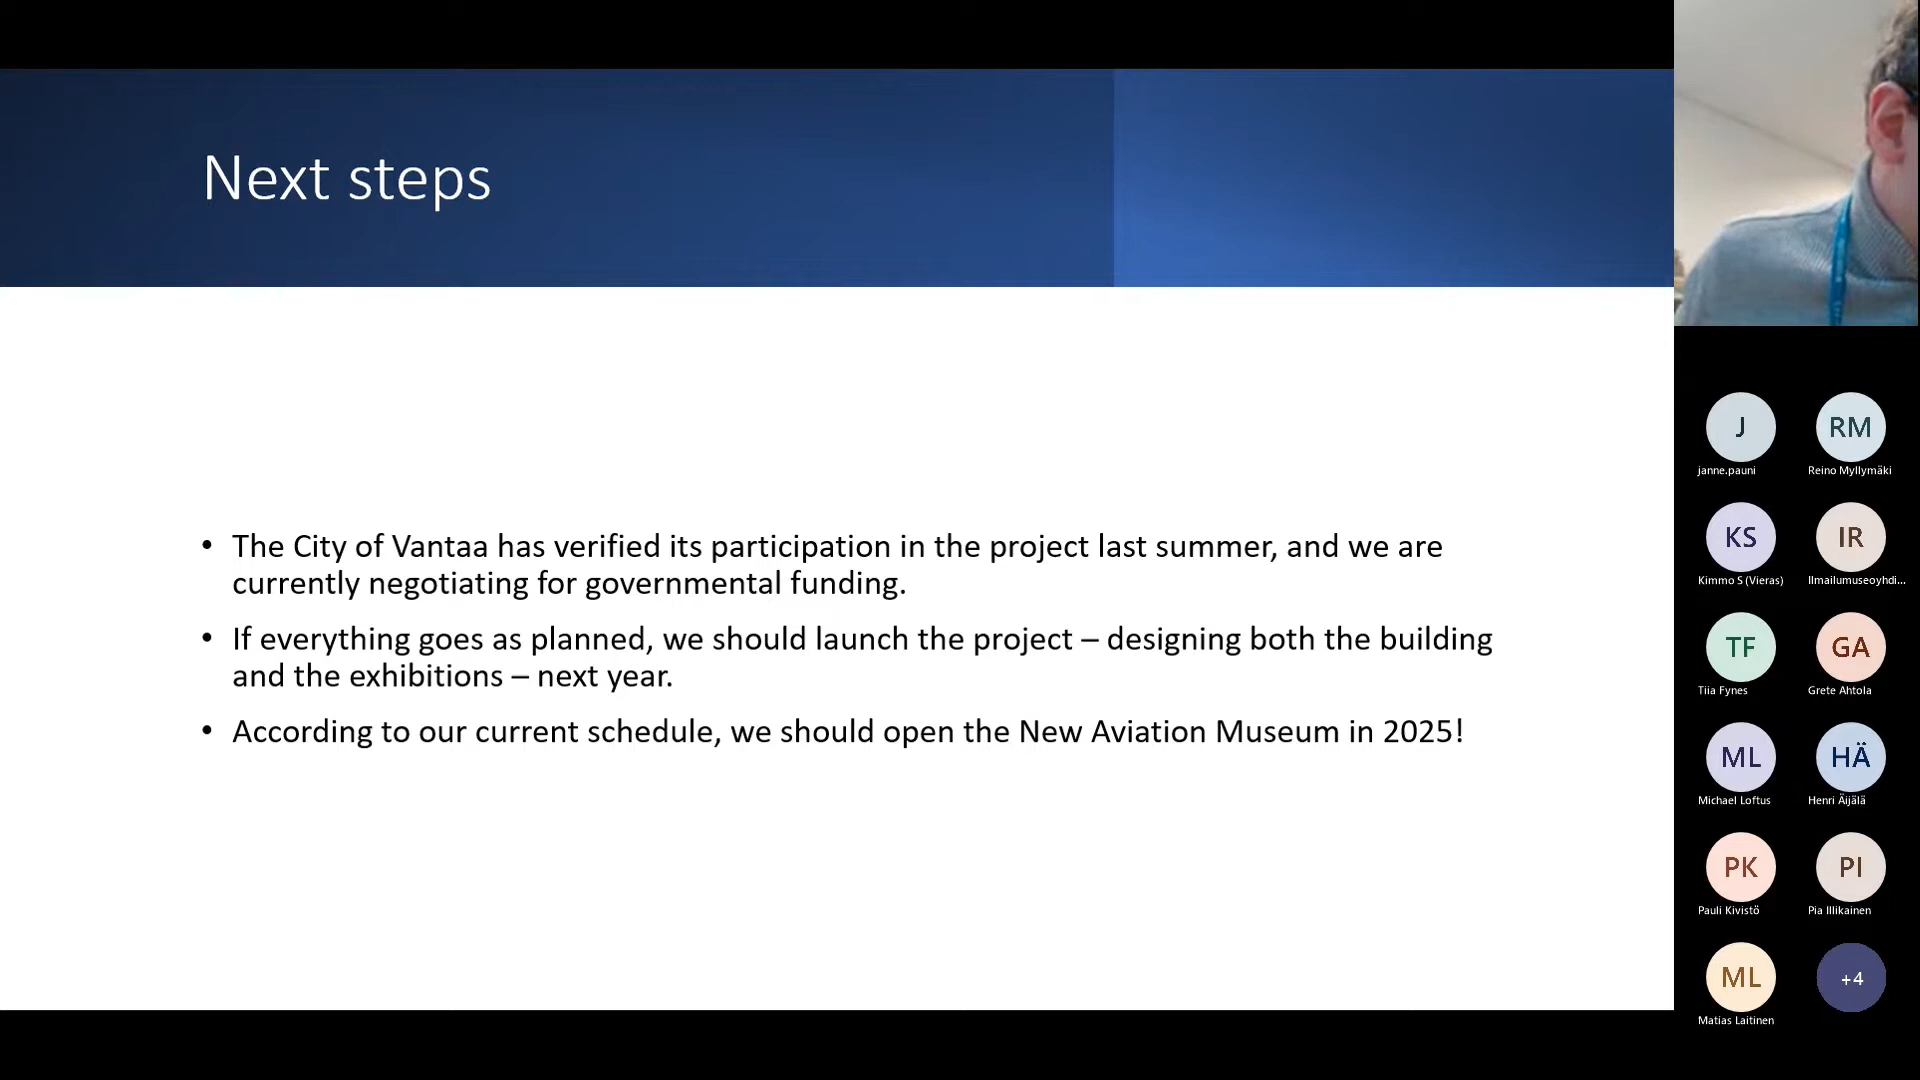 Next steps
• The City of Vantaa has verified its participation in the project last summer, and we are
currently negotiating for governmental funding.
• If everything goes as planned, we should launch the project – designing both the building
and the exhibitions – next year.
• According to our current schedule, we should open the New Aviation Museum in 2025!
J
janne.pauni
RM
Reino Myllymäki
KS
Kimmo S (Vieras)
IR
Ilmailumuseoyhdi...
TF
Tiia Fynes
GA
Grete Ahtola
ML
Michael Loftus
HÄ
Henri Äijälä
PK
Pauli Kivistö
PI
Pia Illikainen
ML
Matias Laitinen
+4